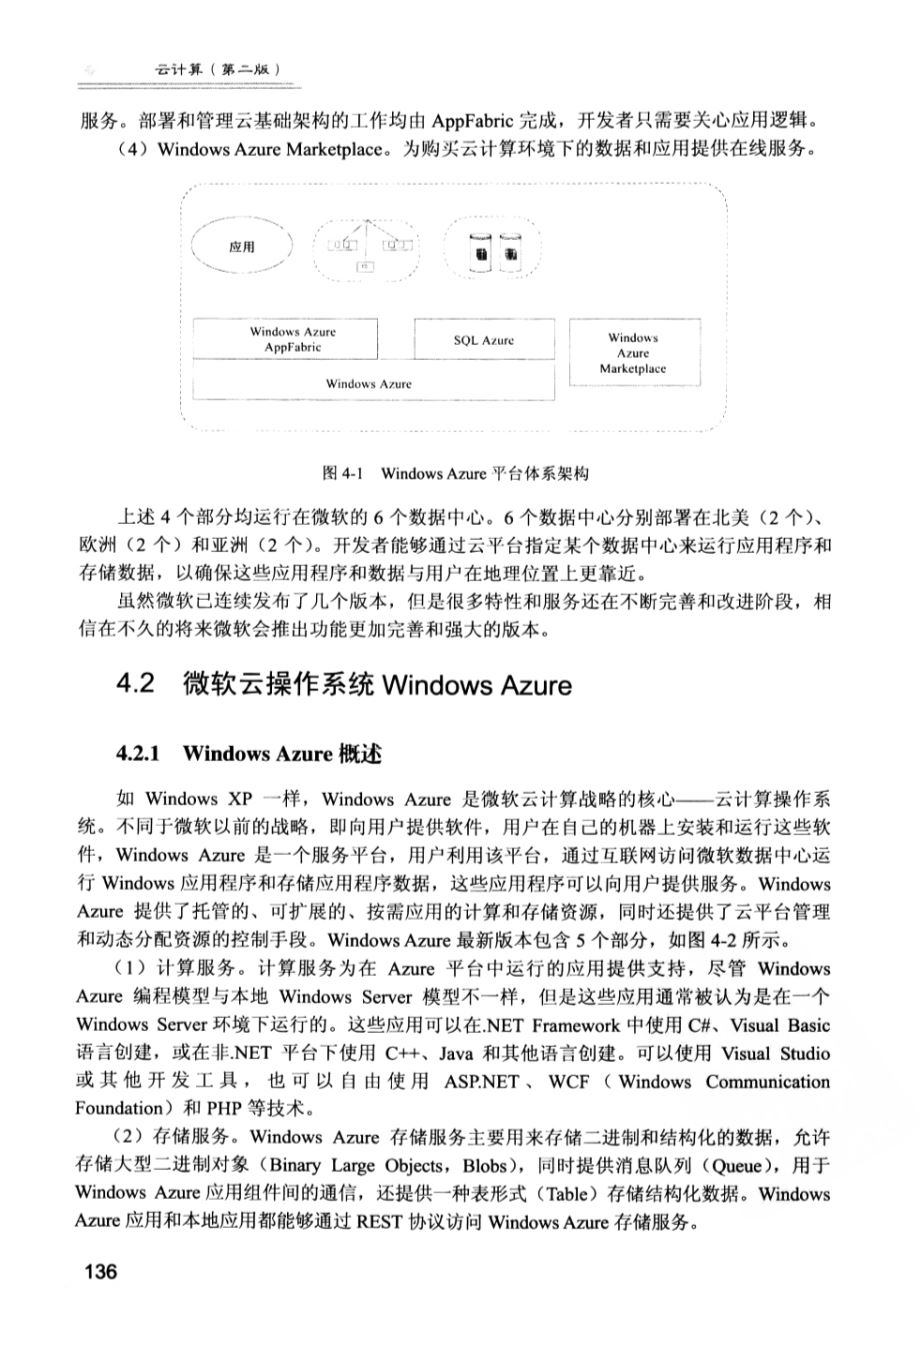 云计算（第二版）
服务。部署和管理云基础架构的工作均由 AppFabric 完成，开发者只需要关心应用逻辑。
（4）Windows Azure Marketplace。为购买云计算环境下的数据和应用提供在线服务。
应用
Windows Azure
AppFabric
SQL Azure
Windows
Azure
Marketplace
Windows Azure
图 4-1 Windows Azure 平台体系架构
上述 4 个部分均运行在微软的 6 个数据中心。6 个数据中心分别部署在北美（2 个）、
欧洲（2 个）和亚洲（2 个）。开发者能够通过云平台指定某个数据中心来运行应用程序和
存储数据，以确保这些应用程序和数据与用户在地理位置上更靠近。
虽然微软已连续发布了几个版本，但是很多特性和服务还在不断完善和改进阶段，相
信在不久的将来微软会推出功能更加完善和强大的版本。
4.2 微软云操作系统 Windows Azure
4.2.1 Windows Azure 概述
如 Windows XP 一样，Windows Azure 是微软云计算战略的核心——云计算操作系
统。不同于微软以前的战略，即向用户提供软件，用户在自己的机器上安装和运行这些软
件，Windows Azure 是一个服务平台，用户利用该平台，通过互联网访问微软数据中心运
行 Windows 应用程序和存储应用程序数据，这些应用程序可以向用户提供服务。Windows
Azure 提供了托管的、可扩展的、按需应用的计算和存储资源，同时还提供了云平台管理
和动态分配资源的控制手段。Windows Azure 最新版本包含 5 个部分，如图 4-2 所示。
（1）计算服务。计算服务为在 Azure 平台中运行的应用提供支持，尽管 Windows
Azure 编程模型与本地 Windows Server 模型不一样，但是这些应用通常被认为是在一个
Windows Server 环境下运行的。这些应用可以在.NET Framework 中使用 C#、Visual Basic
语言创建，或在非.NET 平台下使用 C++、Java 和其他语言创建。可以使用 Visual Studio
或其他开发工具，也可以自由使用 ASP.NET、WCF（Windows Communication
Foundation）和 PHP 等技术。
（2）存储服务。Windows Azure 存储服务主要用来存储二进制和结构化的数据，允许
存储大型二进制对象（Binary Large Objects，Blobs），同时提供消息队列（Queue），用于
Windows Azure 应用组件间的通信，还提供一种表形式（Table）存储结构化数据。Windows
Azure 应用和本地应用都能够通过 REST 协议访问 Windows Azure 存储服务。
136